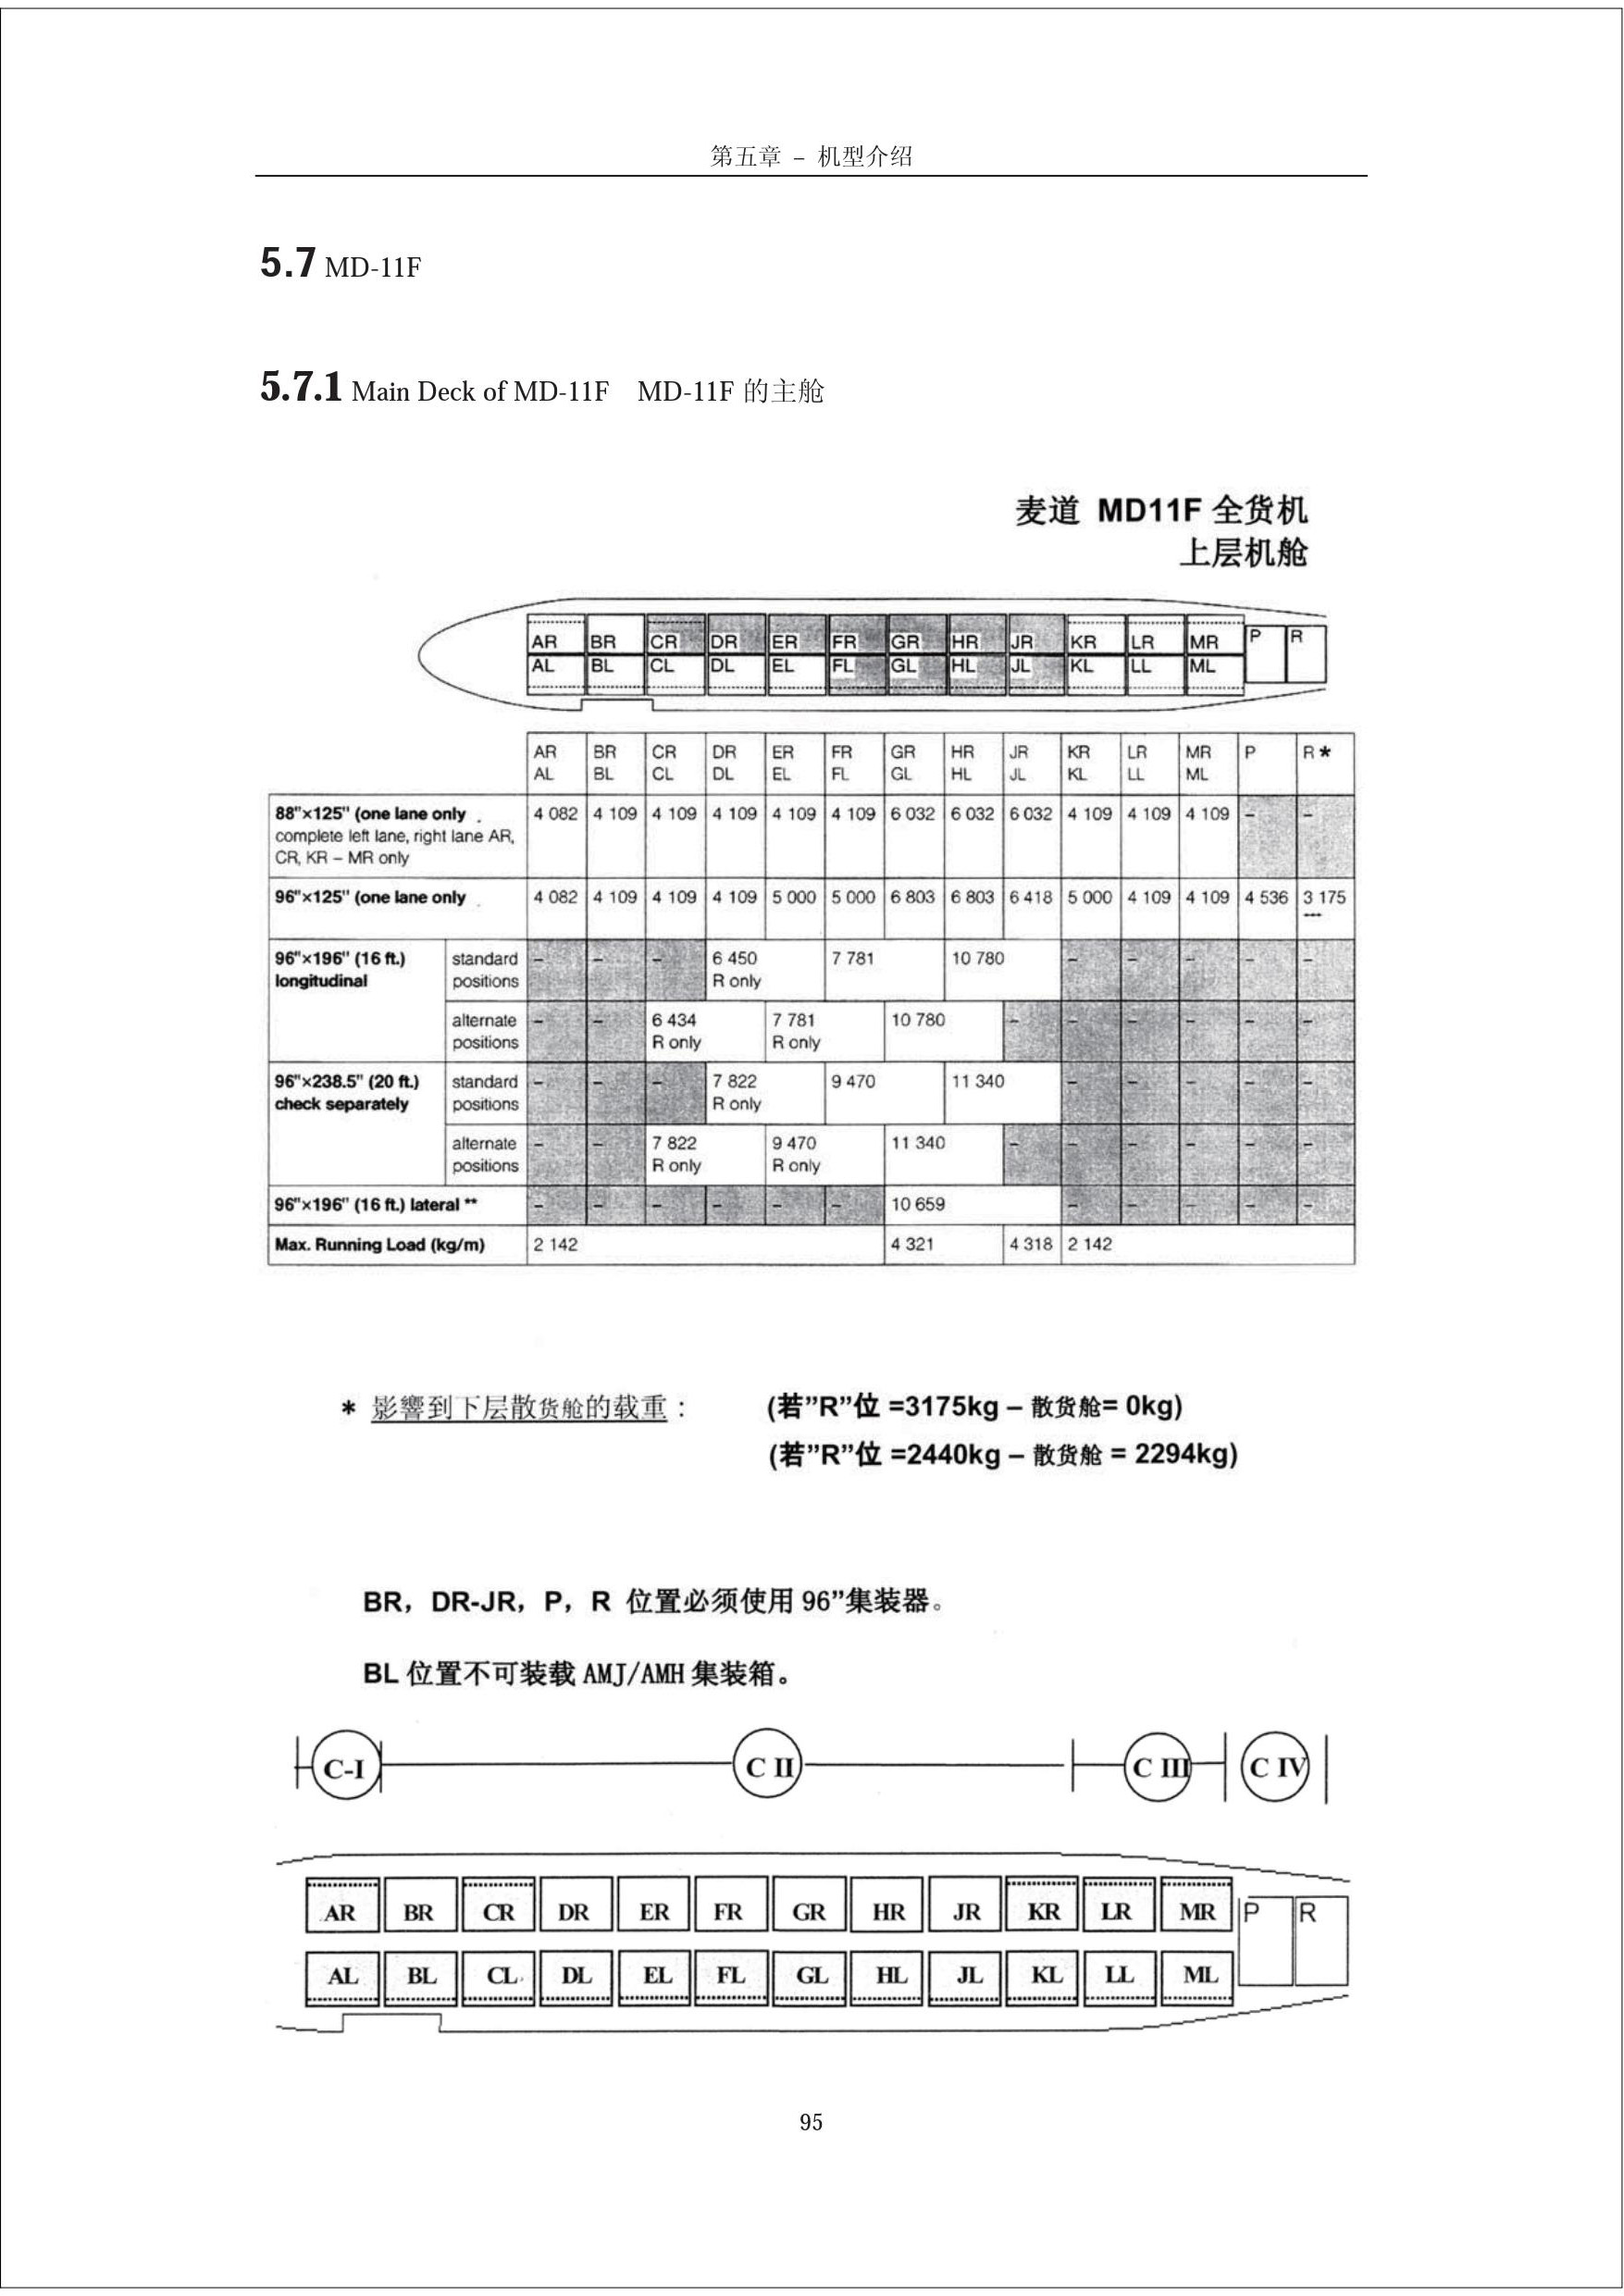 第五章 – 机型介绍
5.7 MD-11F
5.7.1 Main Deck of MD-11F MD-11F 的主舱
麦道 MD11F 全货机
上层机舱
AR BR CR DR ER FR GR HR JR KR LR MR P R
AL BL CL DL EL FL GL HL JL KL LL ML
AR BR CR DR ER FR GR HR JR KR LR MR P R*
AL BL CL DL EL FL GL HL JL KL LL ML
88"×125" (one lane only 4 082 4 109 4 109 4 109 4 109 4 109 6 032 6 032 6 032 4 109 4 109 4 109 – –
complete left lane, right lane AR,
CR, KR – MR only
96"×125" (one lane only 4 082 4 109 4 109 4 109 5 000 5 000 6 803 6 803 6 418 5 000 4 109 4 109 4 536 3 175
---
96"×196" (16 ft.) standard – – – 6 450 7 781 10 780 – – – – –
longitudinal positions R only
alternate – – 6 434 7 781 10 780 – – – – – –
positions R only R only
96"×238.5" (20 ft.) standard – – – 7 822 9 470 11 340 – – – – –
check separately positions R only
alternate – – 7 822 9 470 11 340 – – – – – –
positions R only R only
96"×196" (16 ft.) lateral ** – – – – – – 10 659 – – – – –
Max. Running Load (kg/m) 2 142 4 321 4 318 2 142
* 影響到下层散货舱的载重： (若”R”位 =3175kg – 散货舱= 0kg)
(若”R”位 =2440kg – 散货舱 = 2294kg)
BR，DR-JR，P，R 位置必须使用 96”集装器。
BL 位置不可装载 AMJ/AMH 集装箱。
C-I C II C III C IV
AR BR CR DR ER FR GR HR JR KR LR MR P R
AL BL CL DL EL FL GL HL JL KL LL ML
95